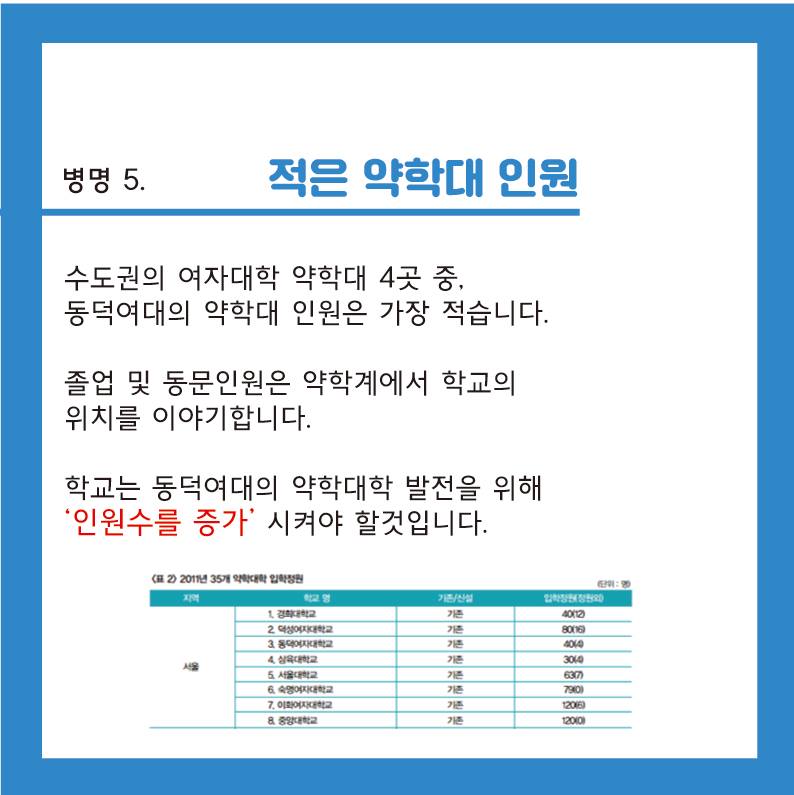 병명 5.
적은 약학대 인원
수도권의 여자대학 약학대 4곳 중,
동덕여대의 약학대 인원은 가장 적습니다.
졸업 및 동문인원은 약학계에서 학교의
위치를 이야기합니다.
학교는 동덕여대의 약학대학 발전을 위해
‘인원수를 증가’ 시켜야 할것입니다.
<표 2> 2011년 35개 약학대학 입학정원
(단위 : 명)
지역 학교 명 기존/신설 입학정원(정원외)
서울
1. 경희대학교 기존 40(12)
2. 덕성여자대학교 기존 80(16)
3. 동덕여자대학교 기존 40(4)
4. 삼육대학교 기존 30(4)
5. 서울대학교 기존 63(7)
6. 숙명여자대학교 기존 79(0)
7. 이화여자대학교 기존 120(6)
8. 중앙대학교 기존 120(0)